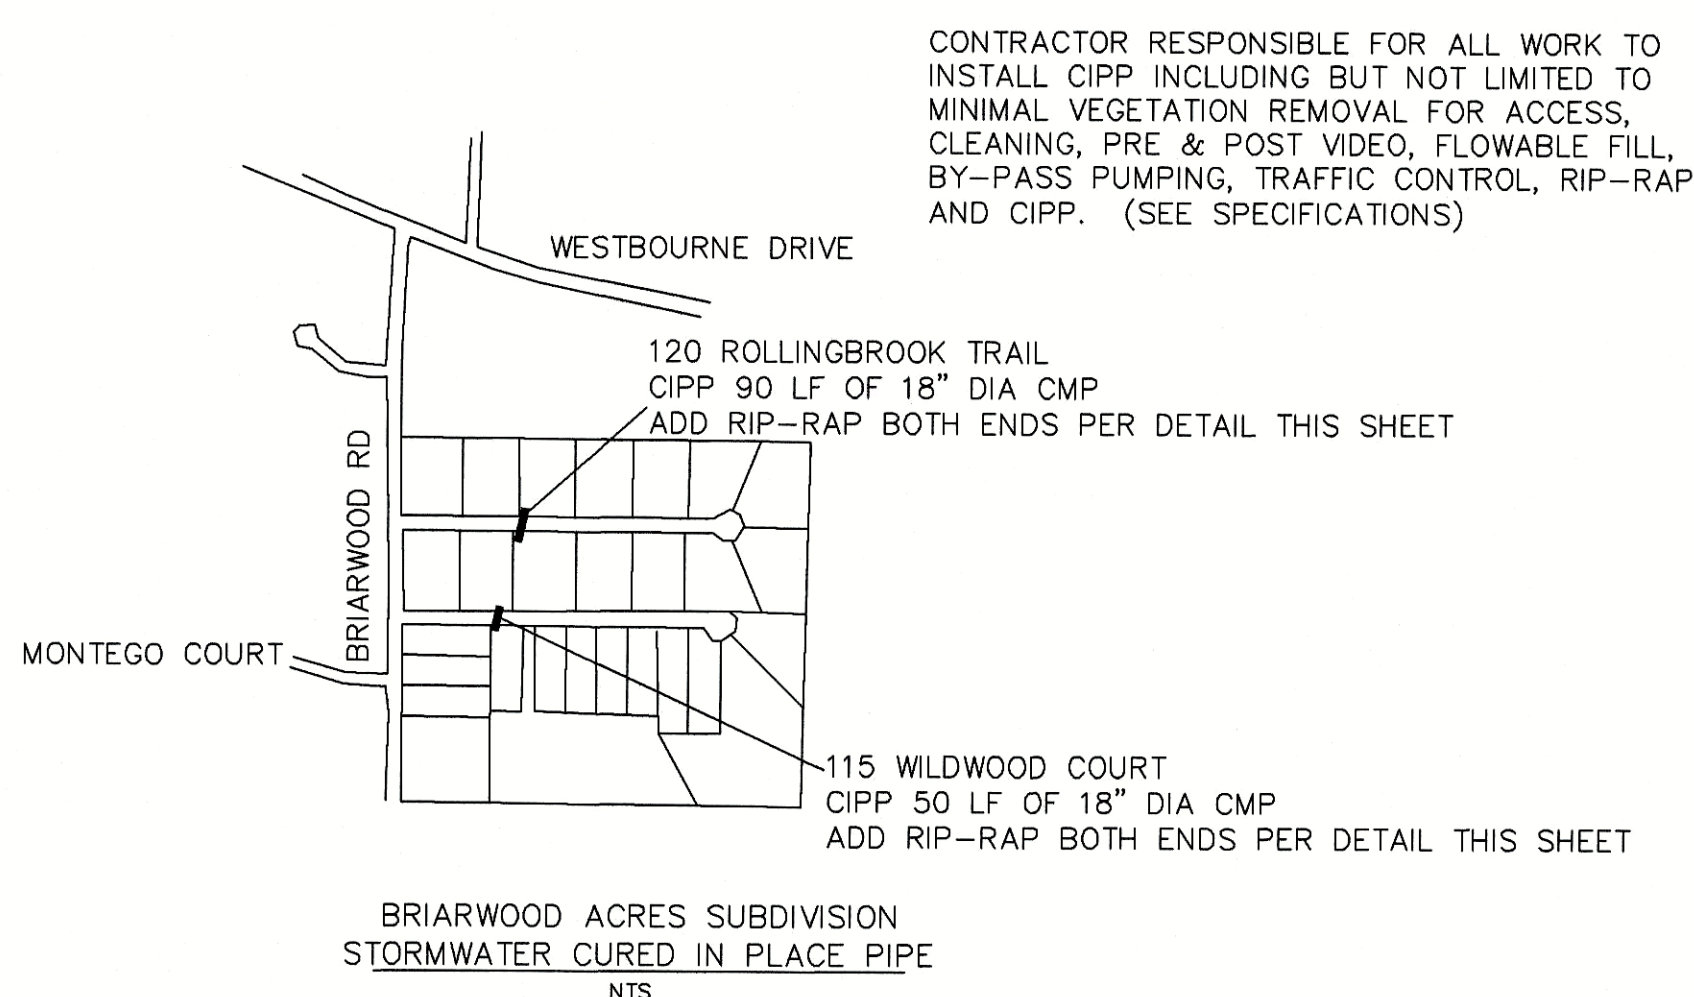 CONTRACTOR RESPONSIBLE FOR ALL WORK TO
INSTALL CIPP INCLUDING BUT NOT LIMITED TO
MINIMAL VEGETATION REMOVAL FOR ACCESS,
CLEANING, PRE & POST VIDEO, FLOWABLE FILL,
BY-PASS PUMPING, TRAFFIC CONTROL, RIP-RAP
AND CIPP. (SEE SPECIFICATIONS)
WESTBOURNE DRIVE
120 ROLLINGBROOK TRAIL
CIPP 90 LF OF 18" DIA CMP
ADD RIP-RAP BOTH ENDS PER DETAIL THIS SHEET
BRIARWOOD RD
MONTEGO COURT
115 WILDWOOD COURT
CIPP 50 LF OF 18" DIA CMP
ADD RIP-RAP BOTH ENDS PER DETAIL THIS SHEET
BRIARWOOD ACRES SUBDIVISION
STORMWATER CURED IN PLACE PIPE
NTS